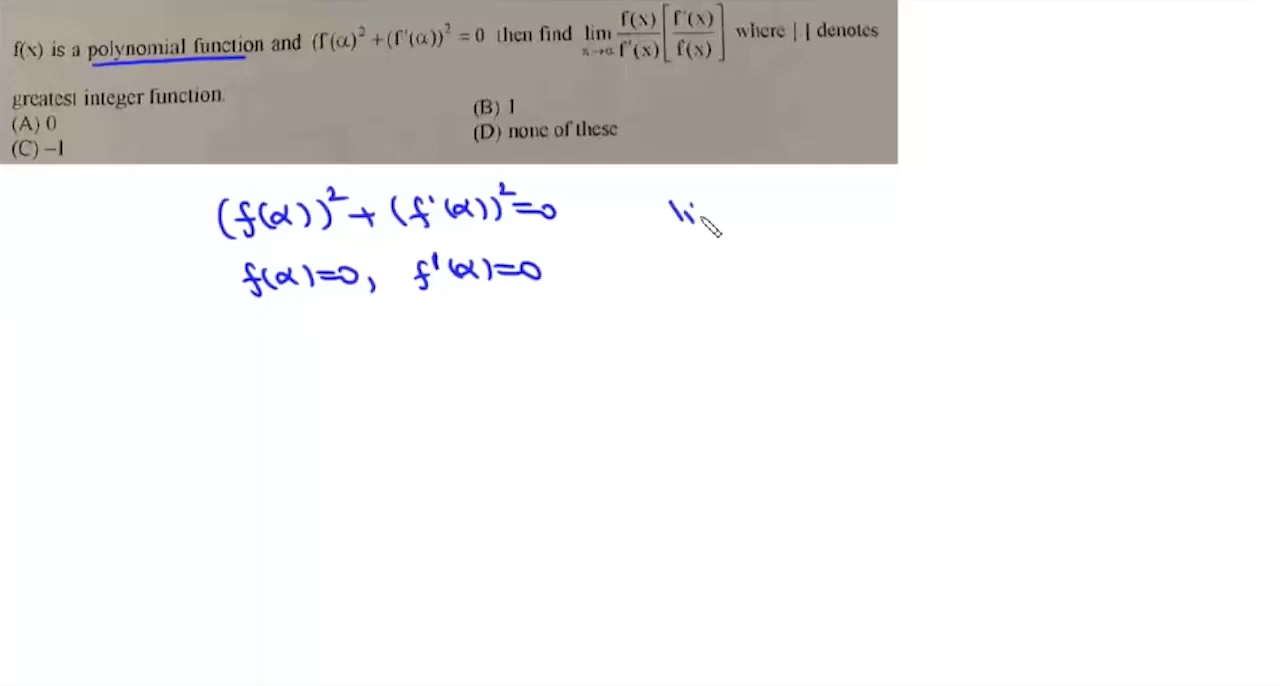 f(x) is a polynomial function and (f(α)² + (f'(α))² = 0 then find lim x→α f(x)/f'(x) [f'(x)/f(x)] where [.] denotes
greatest integer function.
(A) 0
(B) 1
(C) –1
(D) none of these
(f(α))² + (f'(α))² = 0
li
f(α) = 0, f'(α) = 0